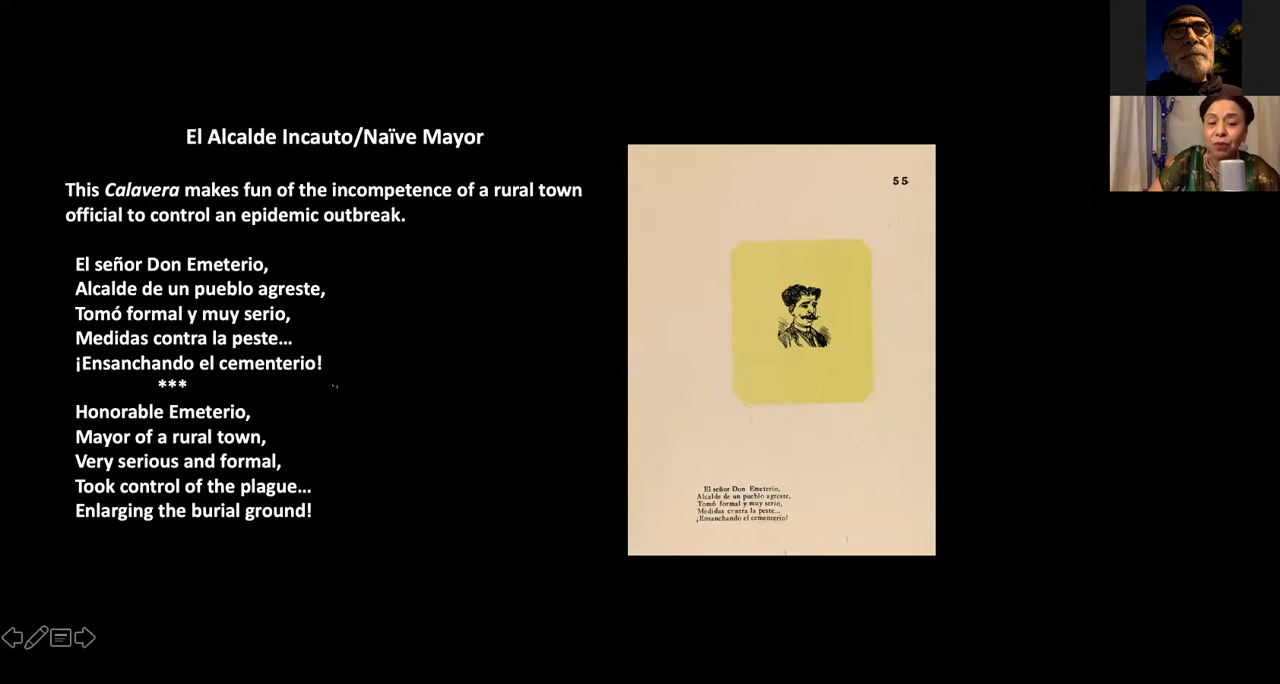 El Alcalde Incauto/Naïve Mayor
This Calavera makes fun of the incompetence of a rural town
official to control an epidemic outbreak.
El señor Don Emeterio,
Alcalde de un pueblo agreste,
Tomó formal y muy serio,
Medidas contra la peste…
¡Ensanchando el cementerio!
***
Honorable Emeterio,
Mayor of a rural town,
Very serious and formal,
Took control of the plague…
Enlarging the burial ground!
55
El señor Don Emeterio,
Alcalde de un pueblo agreste,
Tomó formal y muy serio,
Medidas contra la peste...
¡Ensanchando el cementerio!